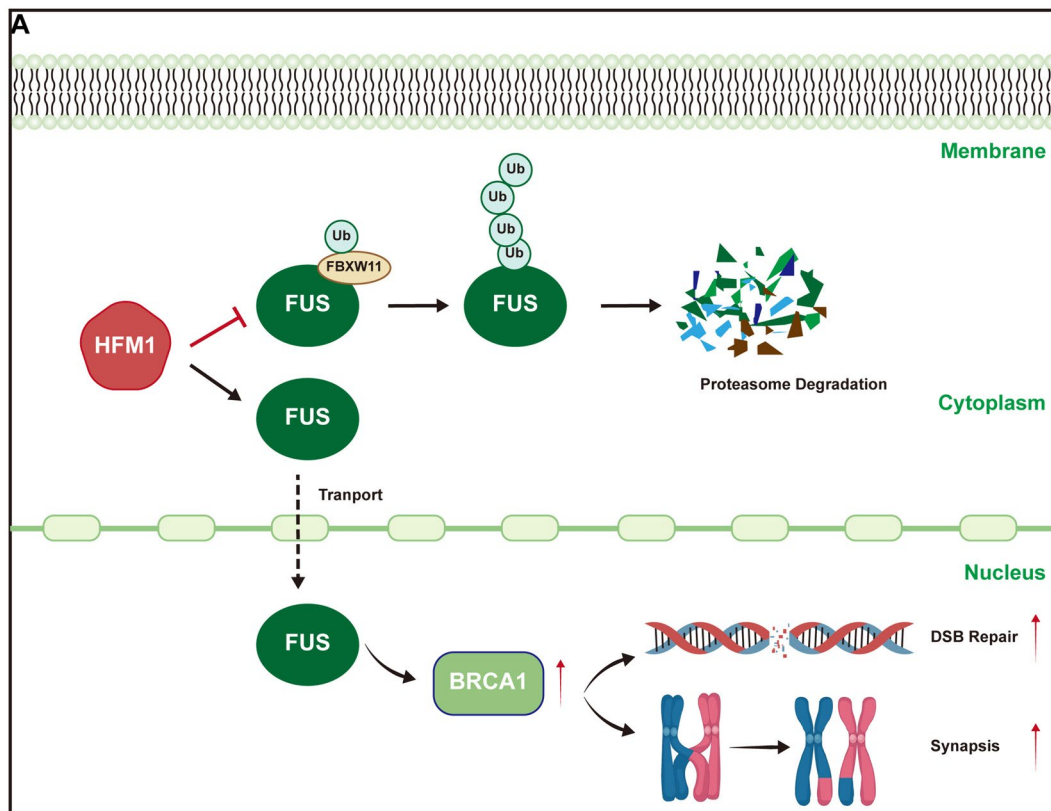 A
Membrane
Ub
Ub
Ub
Ub
Ub
FBXW11
FUS
FUS
HFM1
Proteasome Degradation
FUS
Cytoplasm
Tranport
Nucleus
FUS
BRCA1
DSB Repair
Synapsis